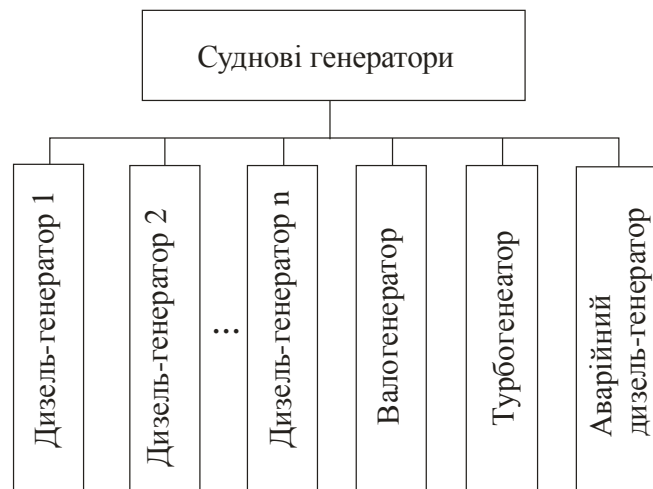 Суднові генератори
Дизель-генератор 1
Дизель-генератор 2
...
Дизель-генератор n
Валогенератор
Турбогенеатор
Аварійний
дизель-генератор